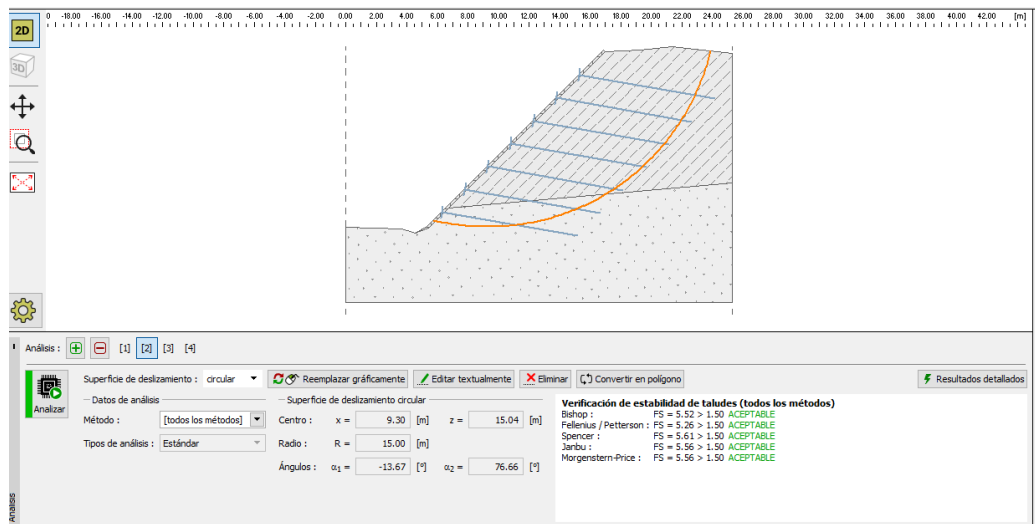 0 -18.00 -16.00 -14.00 -12.00 -10.00 -8.00 -6.00 -4.00 -2.00 0.00 2.00 4.00 6.00 8.00 10.00 12.00 14.00 16.00 18.00 20.00 22.00 24.00 26.00 28.00 30.00 32.00 34.00 36.00 38.00 40.00 42.00 [m]
2D
3D
Análisis : [1] [2] [3] [4]
Analizar
Superficie de deslizamiento : circular Reemplazar gráficamente Editar textualmente Eliminar Convertir en polígono Resultados detallados
Datos de análisis
Método : [todos los métodos]
Tipos de análisis : Estándar
Superficie de deslizamiento circular
Centro : x = 9.30 [m] z = 15.04 [m]
Radio : R = 15.00 [m]
Ángulos : α1 = -13.67 [°] α2 = 76.66 [°]
Verificación de estabilidad de taludes (todos los métodos)
Bishop : FS = 5.52 > 1.50 ACEPTABLE
Fellenius / Petterson : FS = 5.26 > 1.50 ACEPTABLE
Spencer : FS = 5.61 > 1.50 ACEPTABLE
Janbu : FS = 5.56 > 1.50 ACEPTABLE
Morgenstern-Price : FS = 5.56 > 1.50 ACEPTABLE
Análisis